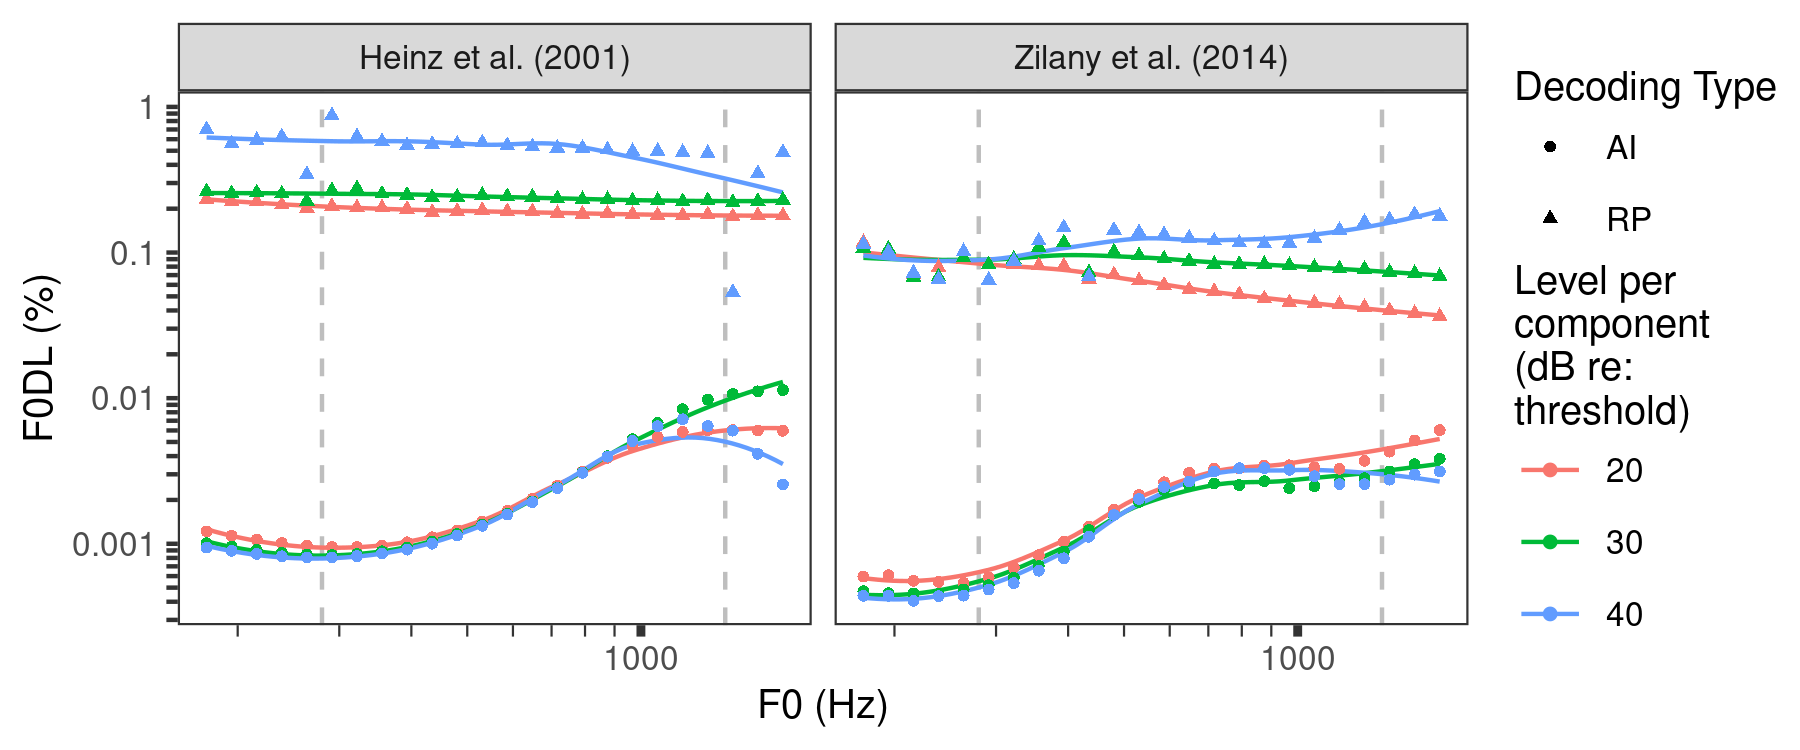 Heinz et al. (2001)
Zilany et al. (2014)
F0DL (%)
1
0.1
0.01
0.001
1000
1000
F0 (Hz)
Decoding Type
AI
RP
Level per
component
(dB re:
threshold)
20
30
40